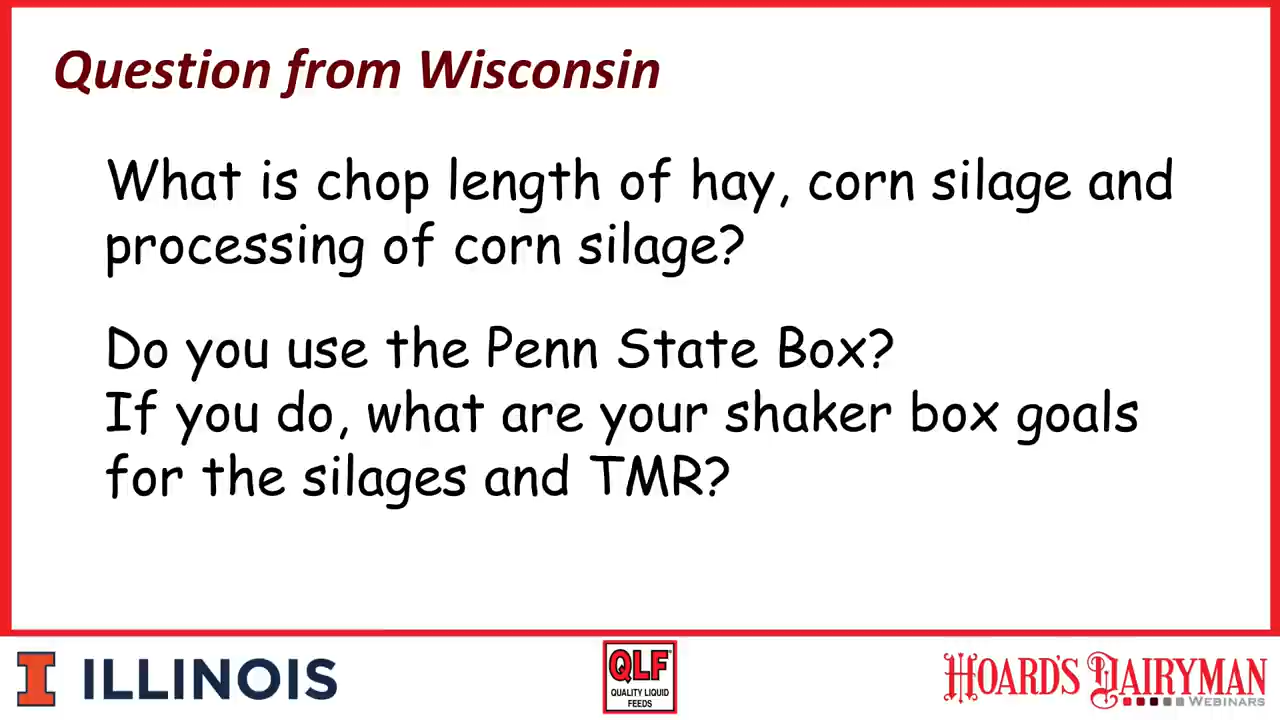 Question from Wisconsin
What is chop length of hay, corn silage and
processing of corn silage?
Do you use the Penn State Box?
If you do, what are your shaker box goals
for the silages and TMR?
I ILLINOIS
QLF
QUALITY LIQUID
FEEDS
HOARD'S DAIRYMAN
WEBINARS